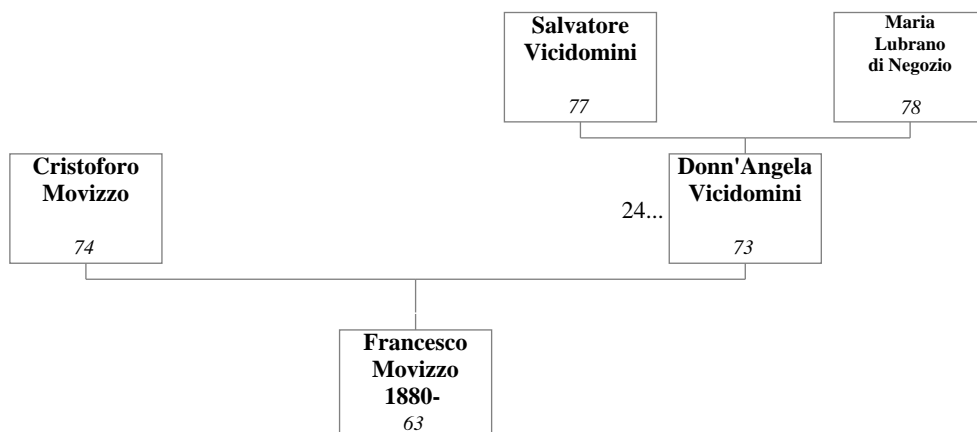 Salvatore
Vicidomini
77
Maria
Lubrano
di Negozio
78
Cristoforo
Movizzo
74
24...
Donn'Angela
Vicidomini
73
Francesco
Movizzo
1880-
63